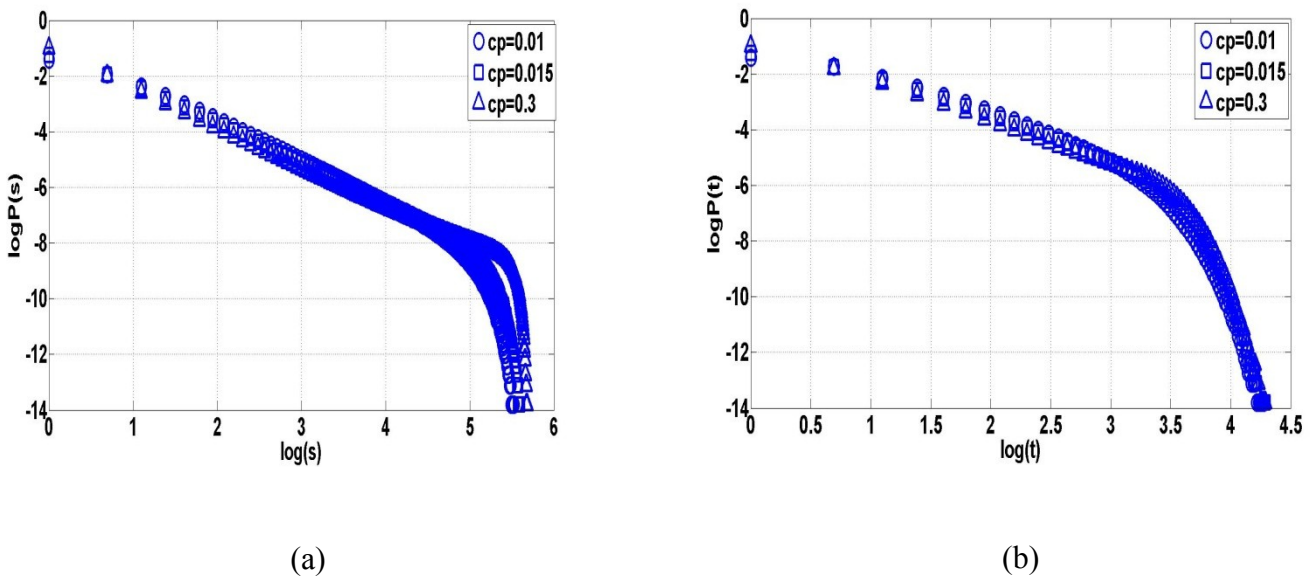 0
-2
-4
-6
-8
-10
-12
-14
logP(s)
0 1 2 3 4 5 6
log(s)
cp=0.01
cp=0.015
cp=0.3
(a)
0
-2
-4
-6
-8
-10
-12
-14
logP(t)
0 0.5 1 1.5 2 2.5 3 3.5 4 4.5
log(t)
cp=0.01
cp=0.015
cp=0.3
(b)